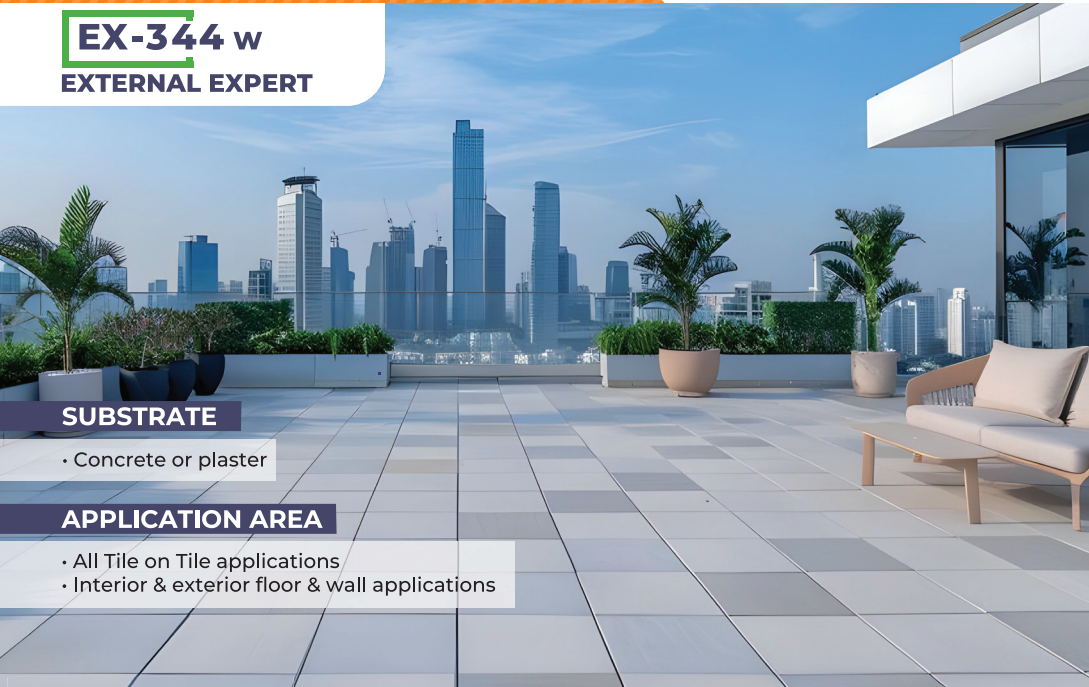 EX-344 W
EXTERNAL EXPERT
SUBSTRATE
• Concrete or plaster
APPLICATION AREA
• All Tile on Tile applications
• Interior & exterior floor & wall applications